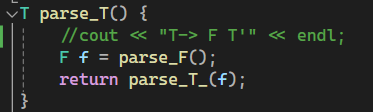 T parse_T() {
//cout << "T-> F T'" << endl;
F f = parse_F();
return parse_T_(f);
}